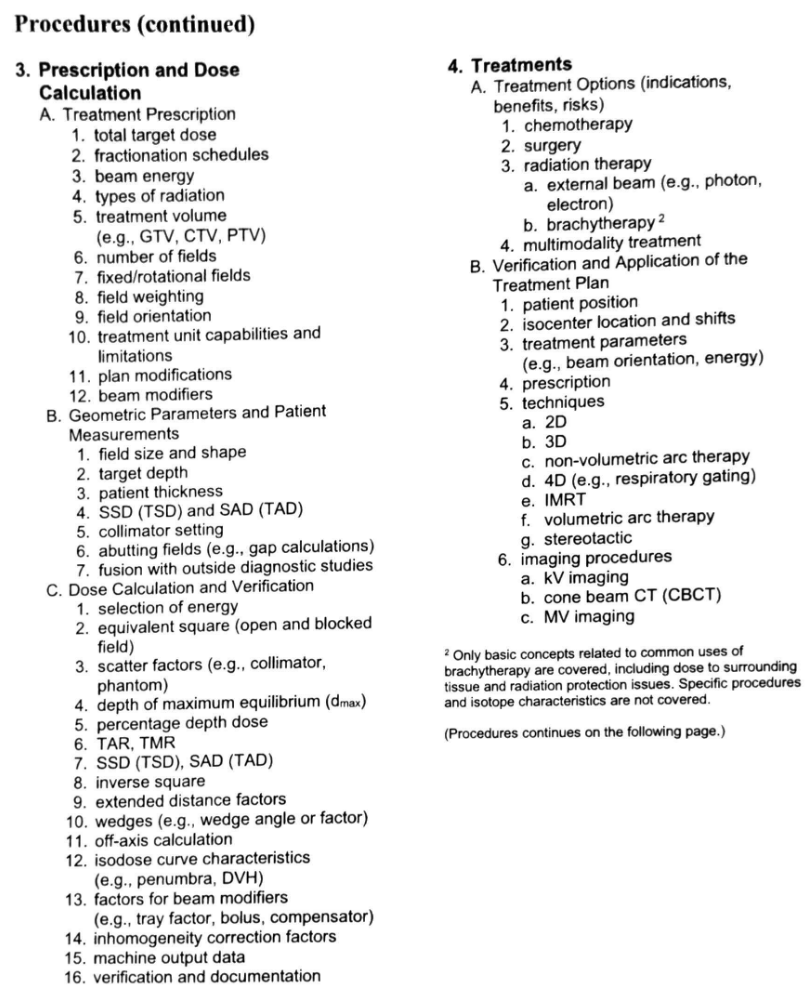 Procedures (continued)
3. Prescription and Dose
Calculation
A. Treatment Prescription
1. total target dose
2. fractionation schedules
3. beam energy
4. types of radiation
5. treatment volume
(e.g., GTV, CTV, PTV)
6. number of fields
7. fixed/rotational fields
8. field weighting
9. field orientation
10. treatment unit capabilities and
limitations
11. plan modifications
12. beam modifiers
B. Geometric Parameters and Patient
Measurements
1. field size and shape
2. target depth
3. patient thickness
4. SSD (TSD) and SAD (TAD)
5. collimator setting
6. abutting fields (e.g., gap calculations)
7. fusion with outside diagnostic studies
C. Dose Calculation and Verification
1. selection of energy
2. equivalent square (open and blocked
field)
3. scatter factors (e.g., collimator,
phantom)
4. depth of maximum equilibrium (dmax)
5. percentage depth dose
6. TAR, TMR
7. SSD (TSD), SAD (TAD)
8. inverse square
9. extended distance factors
10. wedges (e.g., wedge angle or factor)
11. off-axis calculation
12. isodose curve characteristics
(e.g., penumbra, DVH)
13. factors for beam modifiers
(e.g., tray factor, bolus, compensator)
14. inhomogeneity correction factors
15. machine output data
16. verification and documentation
4. Treatments
A. Treatment Options (indications,
benefits, risks)
1. chemotherapy
2. surgery
3. radiation therapy
a. external beam (e.g., photon,
electron)
b. brachytherapy ²
4. multimodality treatment
B. Verification and Application of the
Treatment Plan
1. patient position
2. isocenter location and shifts
3. treatment parameters
(e.g., beam orientation, energy)
4. prescription
5. techniques
a. 2D
b. 3D
c. non-volumetric arc therapy
d. 4D (e.g., respiratory gating)
e. IMRT
f. volumetric arc therapy
g. stereotactic
6. imaging procedures
a. kV imaging
b. cone beam CT (CBCT)
c. MV imaging
² Only basic concepts related to common uses of
brachytherapy are covered, including dose to surrounding
tissue and radiation protection issues. Specific procedures
and isotope characteristics are not covered.
(Procedures continues on the following page.)